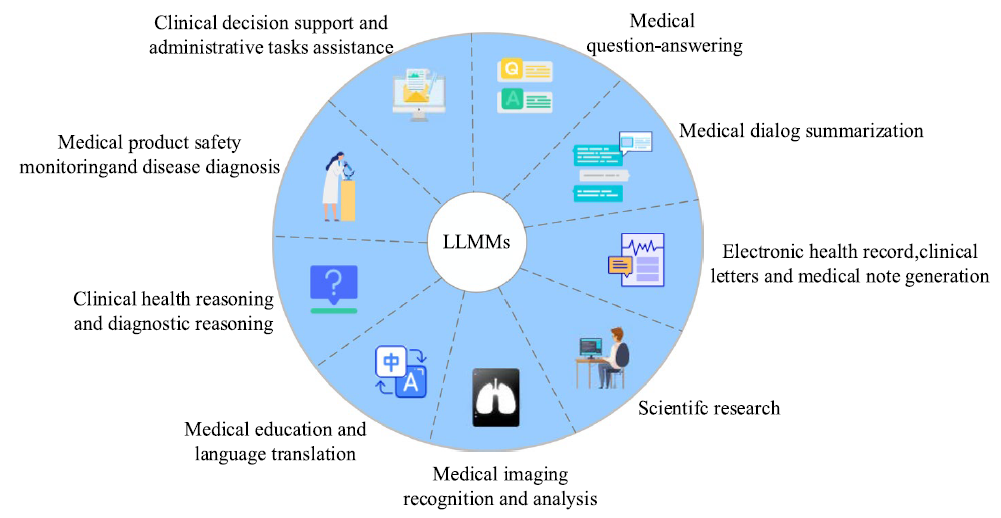 Clinical decision support and
administrative tasks assistance
Medical
question-answering
Q
A
Medical dialog summarization
Medical product safety
monitoringand disease diagnosis
LLMMs
Electronic health record,clinical
letters and medical note generation
?
Clinical health reasoning
and diagnostic reasoning
中
A
Scientifc research
Medical education and
language translation
Medical imaging
recognition and analysis